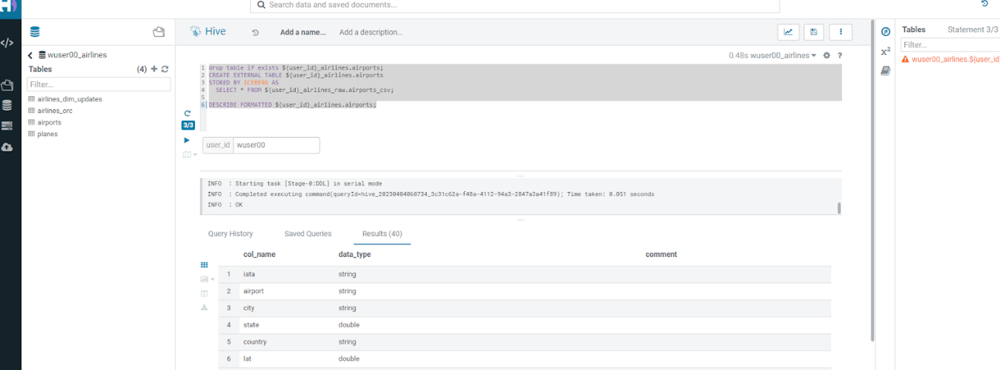 Search data and saved documents...
Hive
Add a name...
Add a description...
Tables
Statement 3/3
Filter...
wuser00_airlines.${user_id
wuser00_airlines
Tables
(4)
Filter...
airlines_dim_updates
airlines_orc
airports
planes
0.48s wuser00_airlines
?
1 drop table if exists ${user_id}_airlines.airports;
2 CREATE EXTERNAL TABLE ${user_id}_airlines.airports
3 STORED BY ICEBERG AS
4 SELECT * FROM ${user_id}_airlines_raw.airports_csv;
5
6 DESCRIBE FORMATTED ${user_id}_airlines.airports;
3/3
user_id wuser00
INFO : Starting task [Stage-0:DDL] in serial mode
INFO : Completed executing command(queryId=hive_20230404060734_3c31c62a-f48a-4112-94a3-2847a3a41f89); Time taken: 0.051 seconds
INFO : OK
Query History
Saved Queries
Results (40)
col_name data_type comment
1 iata string
2 airport string
3 city string
4 state double
5 country string
6 lat double